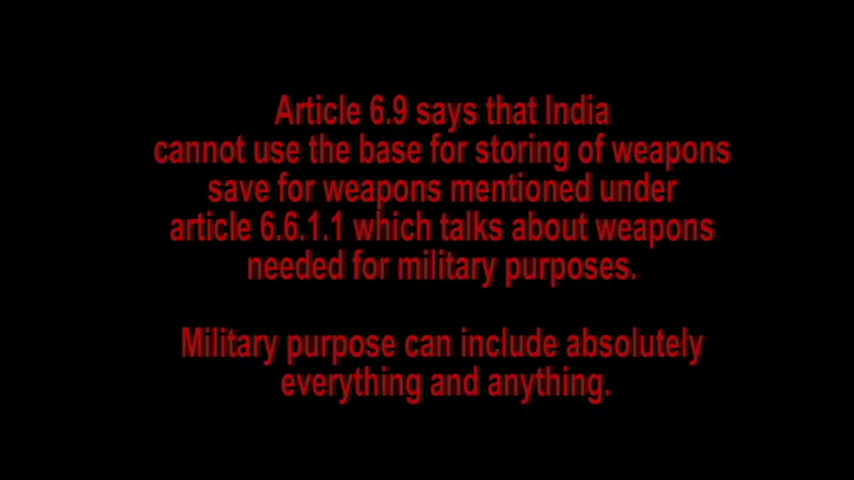 Article 6.9 says that India
cannot use the base for storing of weapons
save for weapons mentioned under
article 6.6.1.1 which talks about weapons
needed for military purposes.
Military purpose can include absolutely
everything and anything.